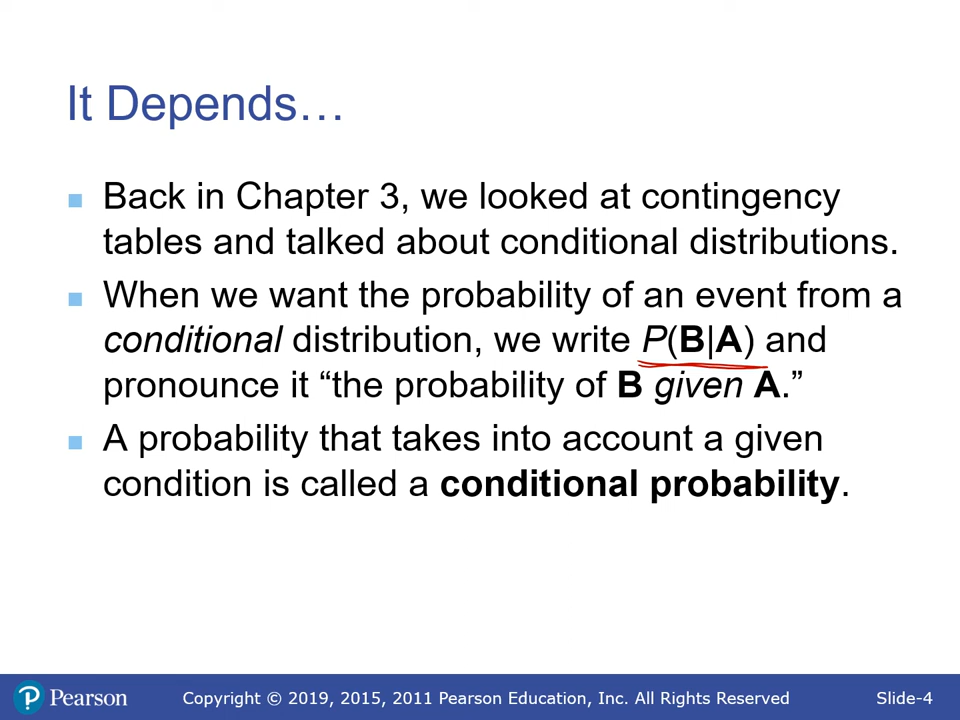 It Depends…
Back in Chapter 3, we looked at contingency
tables and talked about conditional distributions.
When we want the probability of an event from a
conditional distribution, we write P(B|A) and
pronounce it “the probability of B given A.”
A probability that takes into account a given
condition is called a conditional probability.
Pearson
Copyright © 2019, 2015, 2011 Pearson Education, Inc. All Rights Reserved
Slide-4